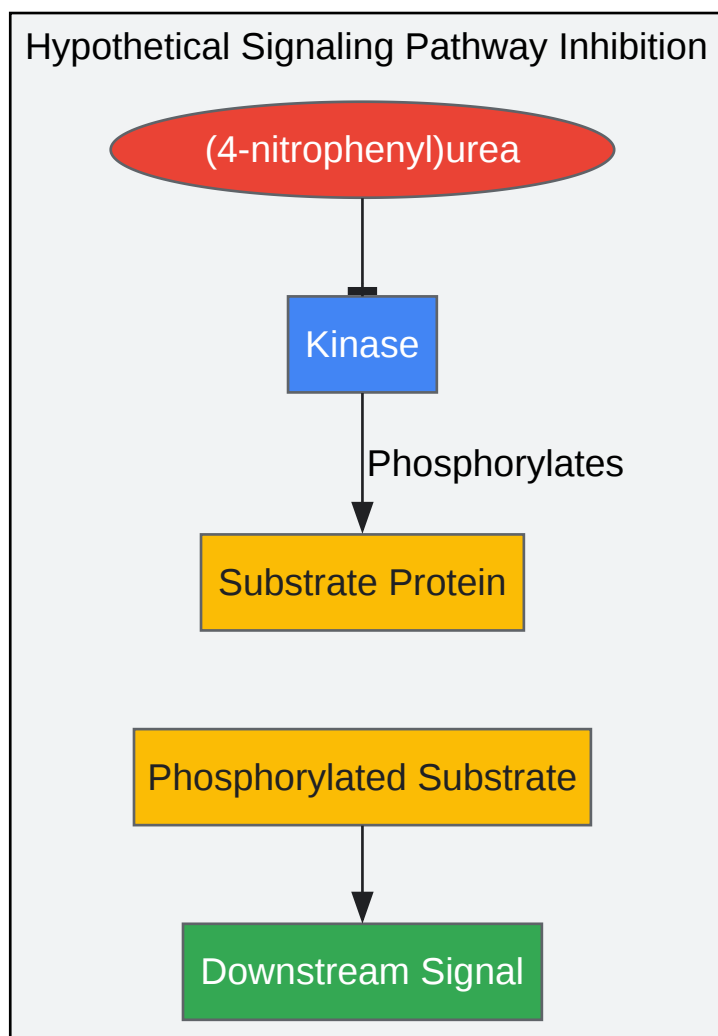 Hypothetical Signaling Pathway Inhibition
(4-nitrophenyl)urea
Kinase
Phosphorylates
Substrate Protein
Phosphorylated Substrate
Downstream Signal